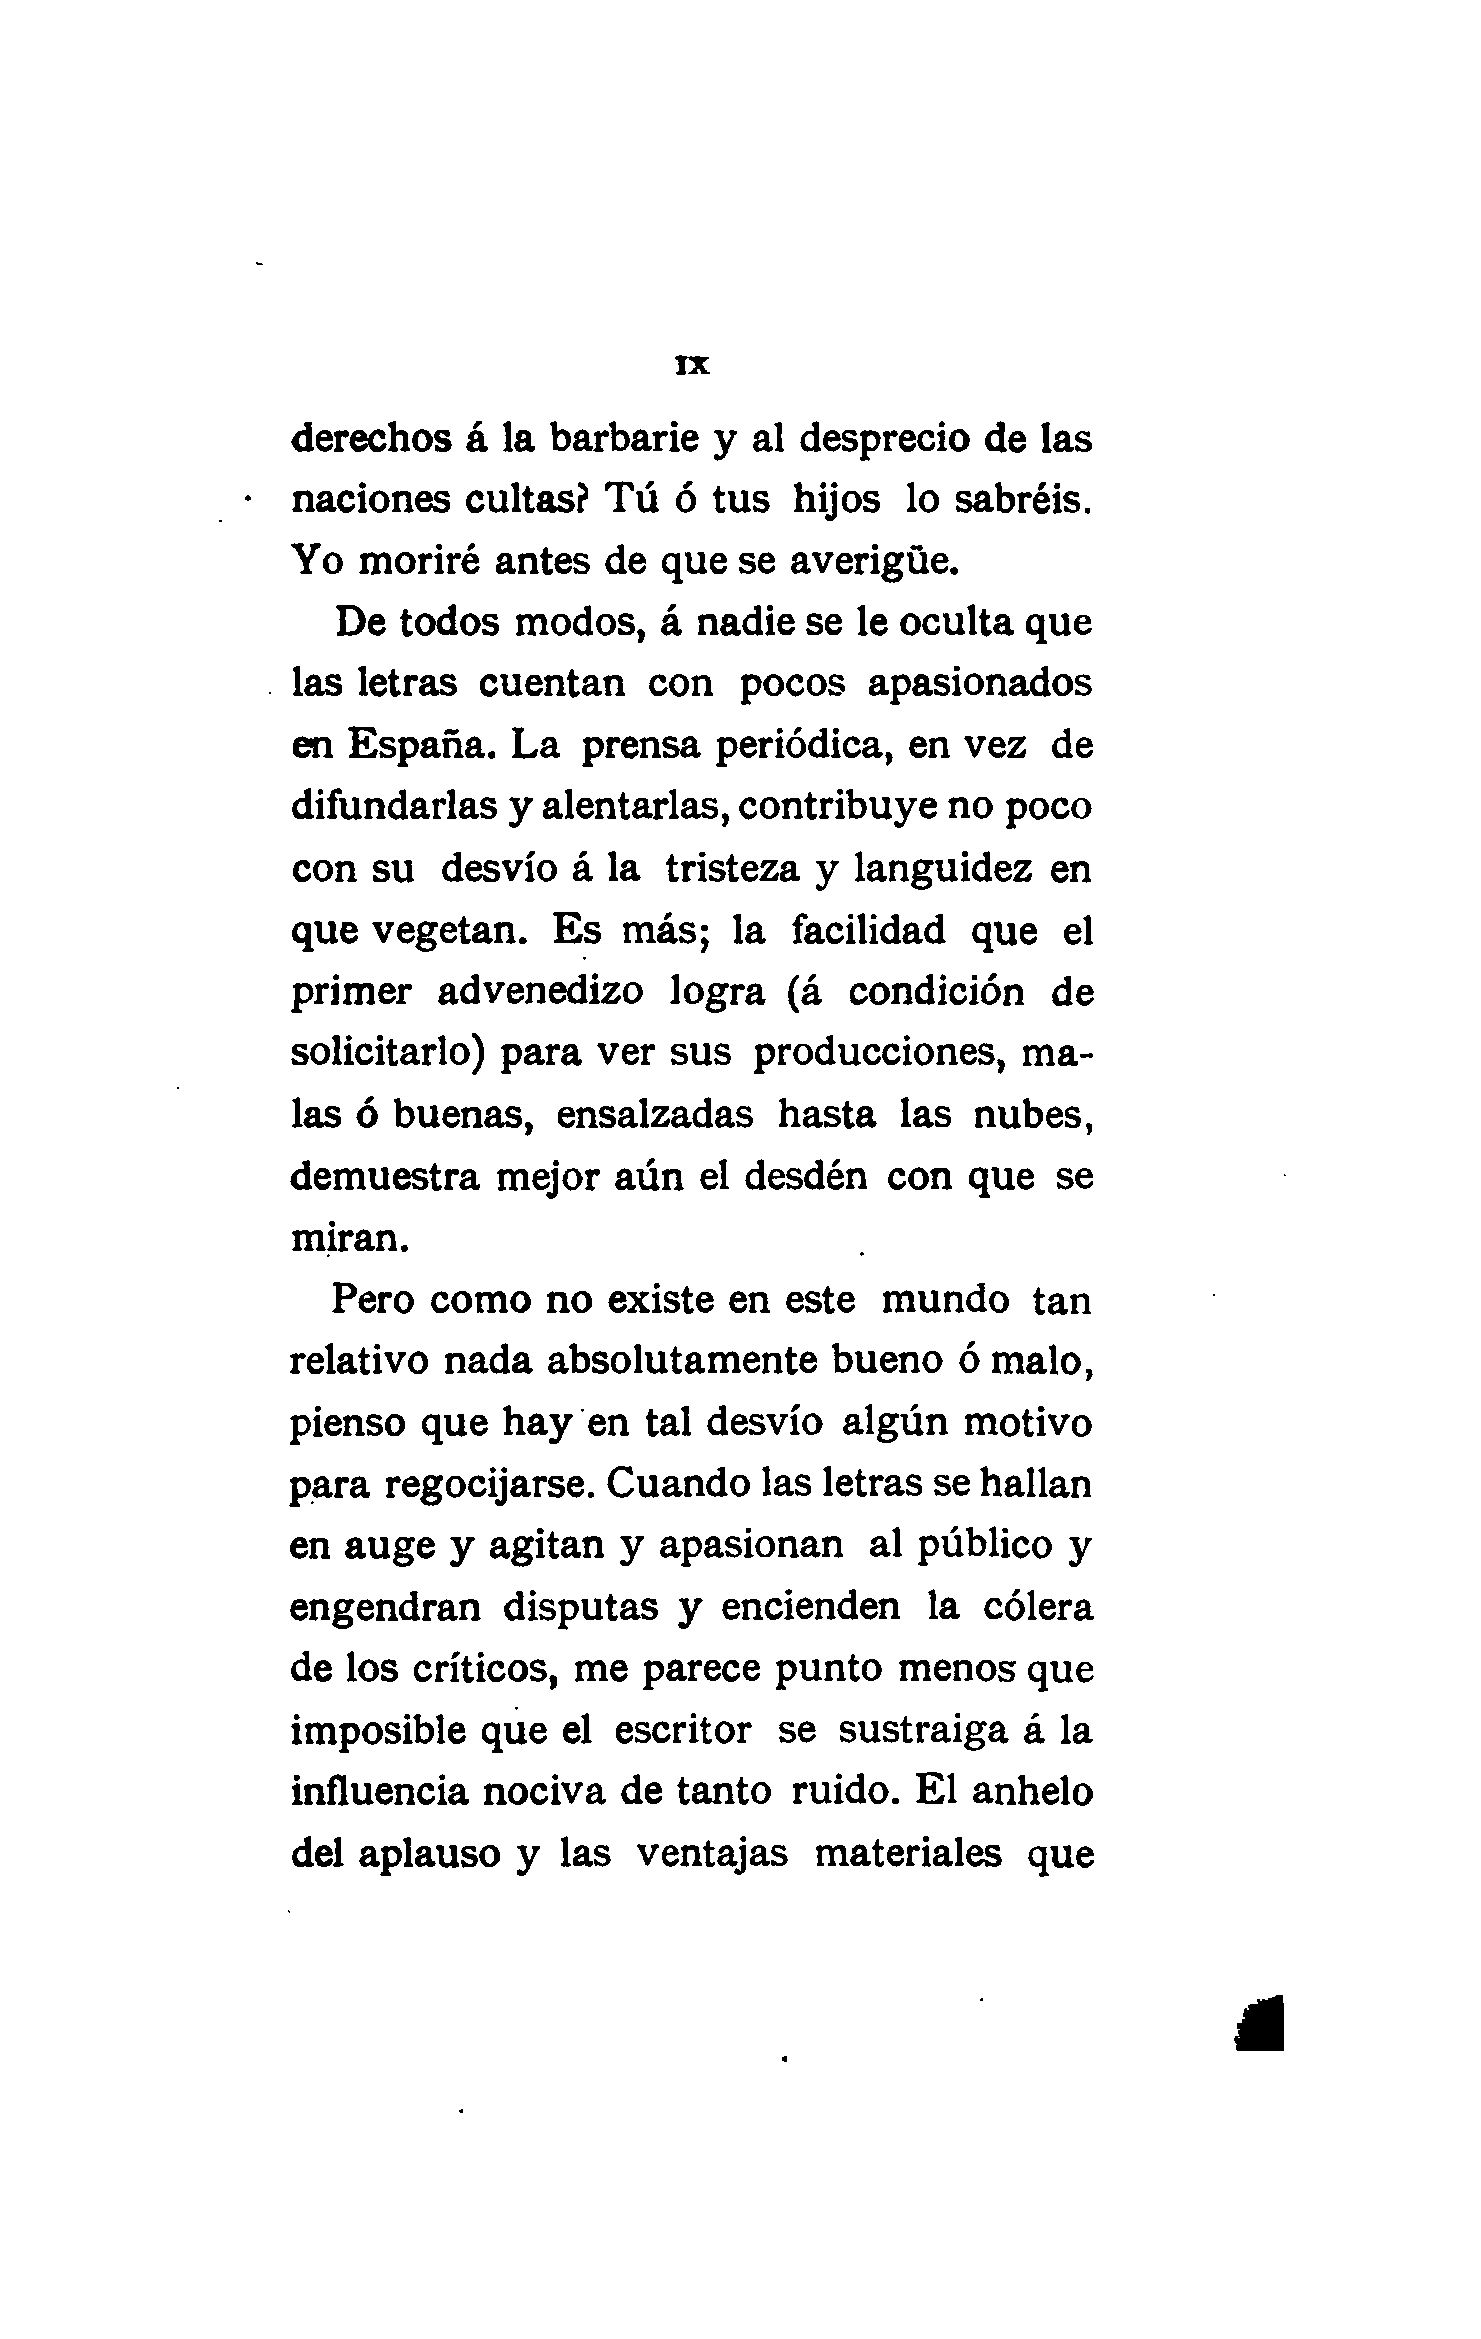 IX
derechos á la barbarie y al desprecio de las
naciones cultas? Tú ó tus hijos lo sabréis.
Yo moriré antes de que se averigüe.
De todos modos, á nadie se le oculta que
las letras cuentan con pocos apasionados
en España. La prensa periódica, en vez de
difundarlas y alentarlas, contribuye no poco
con su desvío á la tristeza y languidez en
que vegetan. Es más; la facilidad que el
primer advenedizo logra (á condición de
solicitarlo) para ver sus producciones, ma-
las ó buenas, ensalzadas hasta las nubes,
demuestra mejor aún el desdén con que se
miran.
Pero como no existe en este mundo tan
relativo nada absolutamente bueno ó malo,
pienso que hay en tal desvío algún motivo
para regocijarse. Cuando las letras se hallan
en auge y agitan y apasionan al público y
engendran disputas y encienden la cólera
de los críticos, me parece punto menos que
imposible que el escritor se sustraiga á la
influencia nociva de tanto ruido. El anhelo
del aplauso y las ventajas materiales que